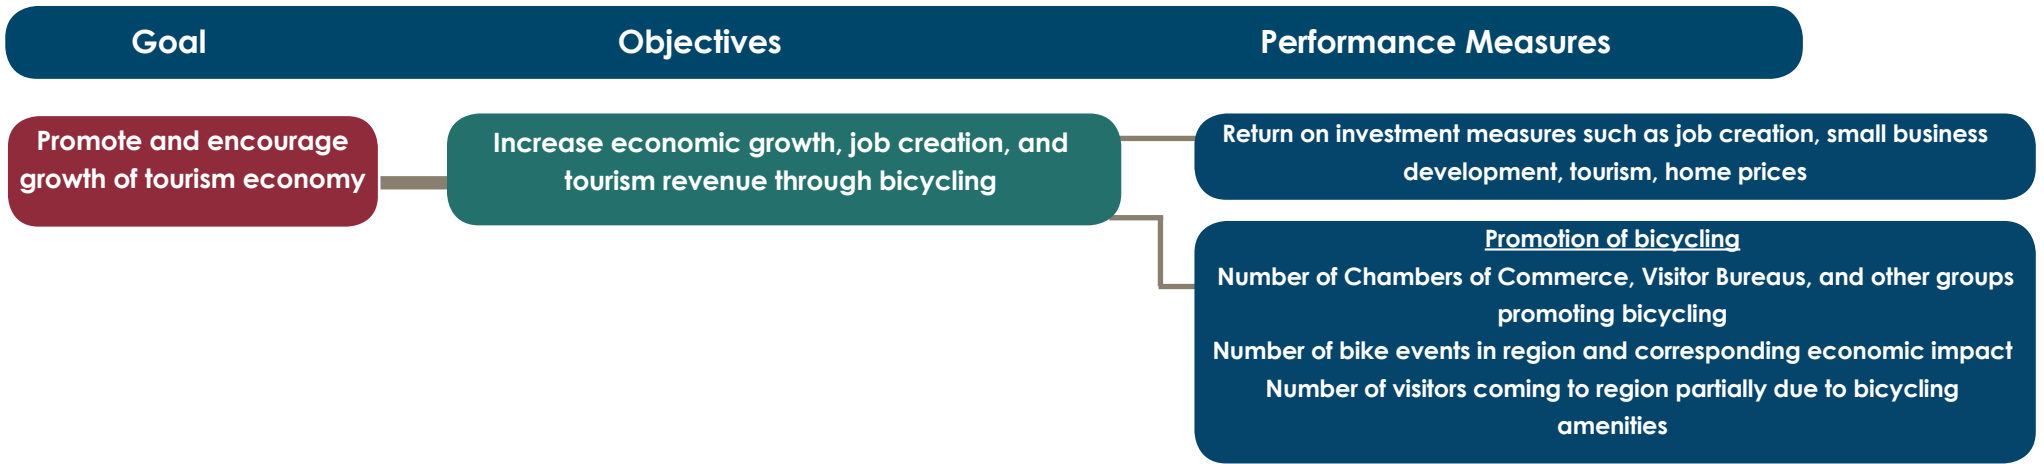 Goal
Objectives
Performance Measures
Promote and encourage
growth of tourism economy
Increase economic growth, job creation, and
tourism revenue through bicycling
Return on investment measures such as job creation, small business
development, tourism, home prices
Promotion of bicycling
Number of Chambers of Commerce, Visitor Bureaus, and other groups
promoting bicycling
Number of bike events in region and corresponding economic impact
Number of visitors coming to region partially due to bicycling
amenities